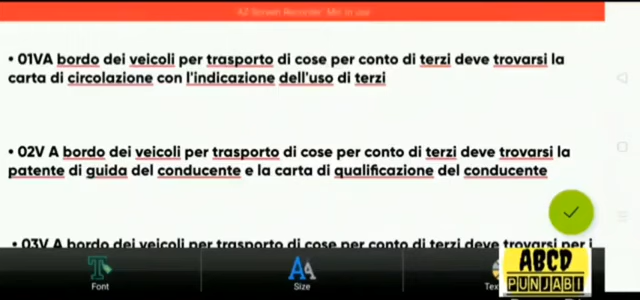 AZ Screen Recorder
• 01VA bordo dei veicoli per trasporto di cose per conto di terzi deve trovarsi la
carta di circolazione con l'indicazione dell'uso di terzi
• 02V A bordo dei veicoli per trasporto di cose per conto di terzi deve trovarsi la
patente di guida del conducente e la carta di qualificazione del conducente
• 03V A bordo dei veicoli per trasporto di cose per conto di terzi deve trovarsi per i
Font
Size
ABCD
PUNJABI